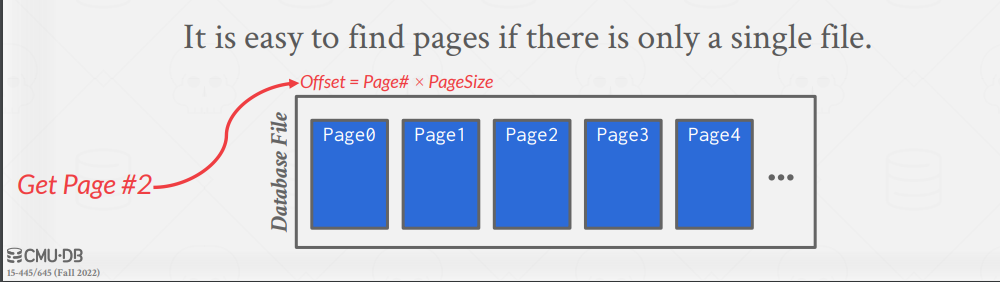 It is easy to find pages if there is only a single file.
Offset = Page# × PageSize
Get Page #2
Database File
Page0
Page1
Page2
Page3
Page4
•••
CMU·DB
15-445/645 (Fall 2022)